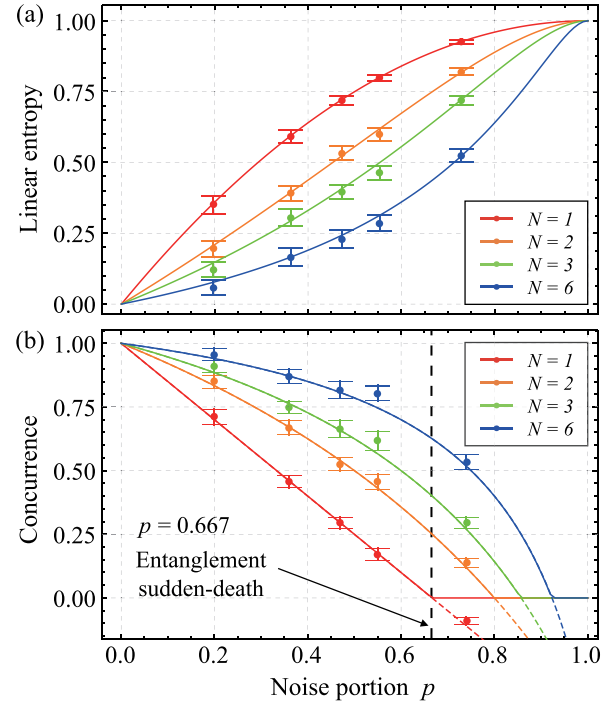 (a)
1.00
0.75
0.50
0.25
0.00
Linear entropy
N = 1
N = 2
N = 3
N = 6
(b)
1.00
0.75
0.50
0.25
0.00
Concurrence
N = 1
N = 2
N = 3
N = 6
p = 0.667
Entanglement
sudden-death
0.0 0.2 0.4 0.6 0.8 1.0
Noise portion p